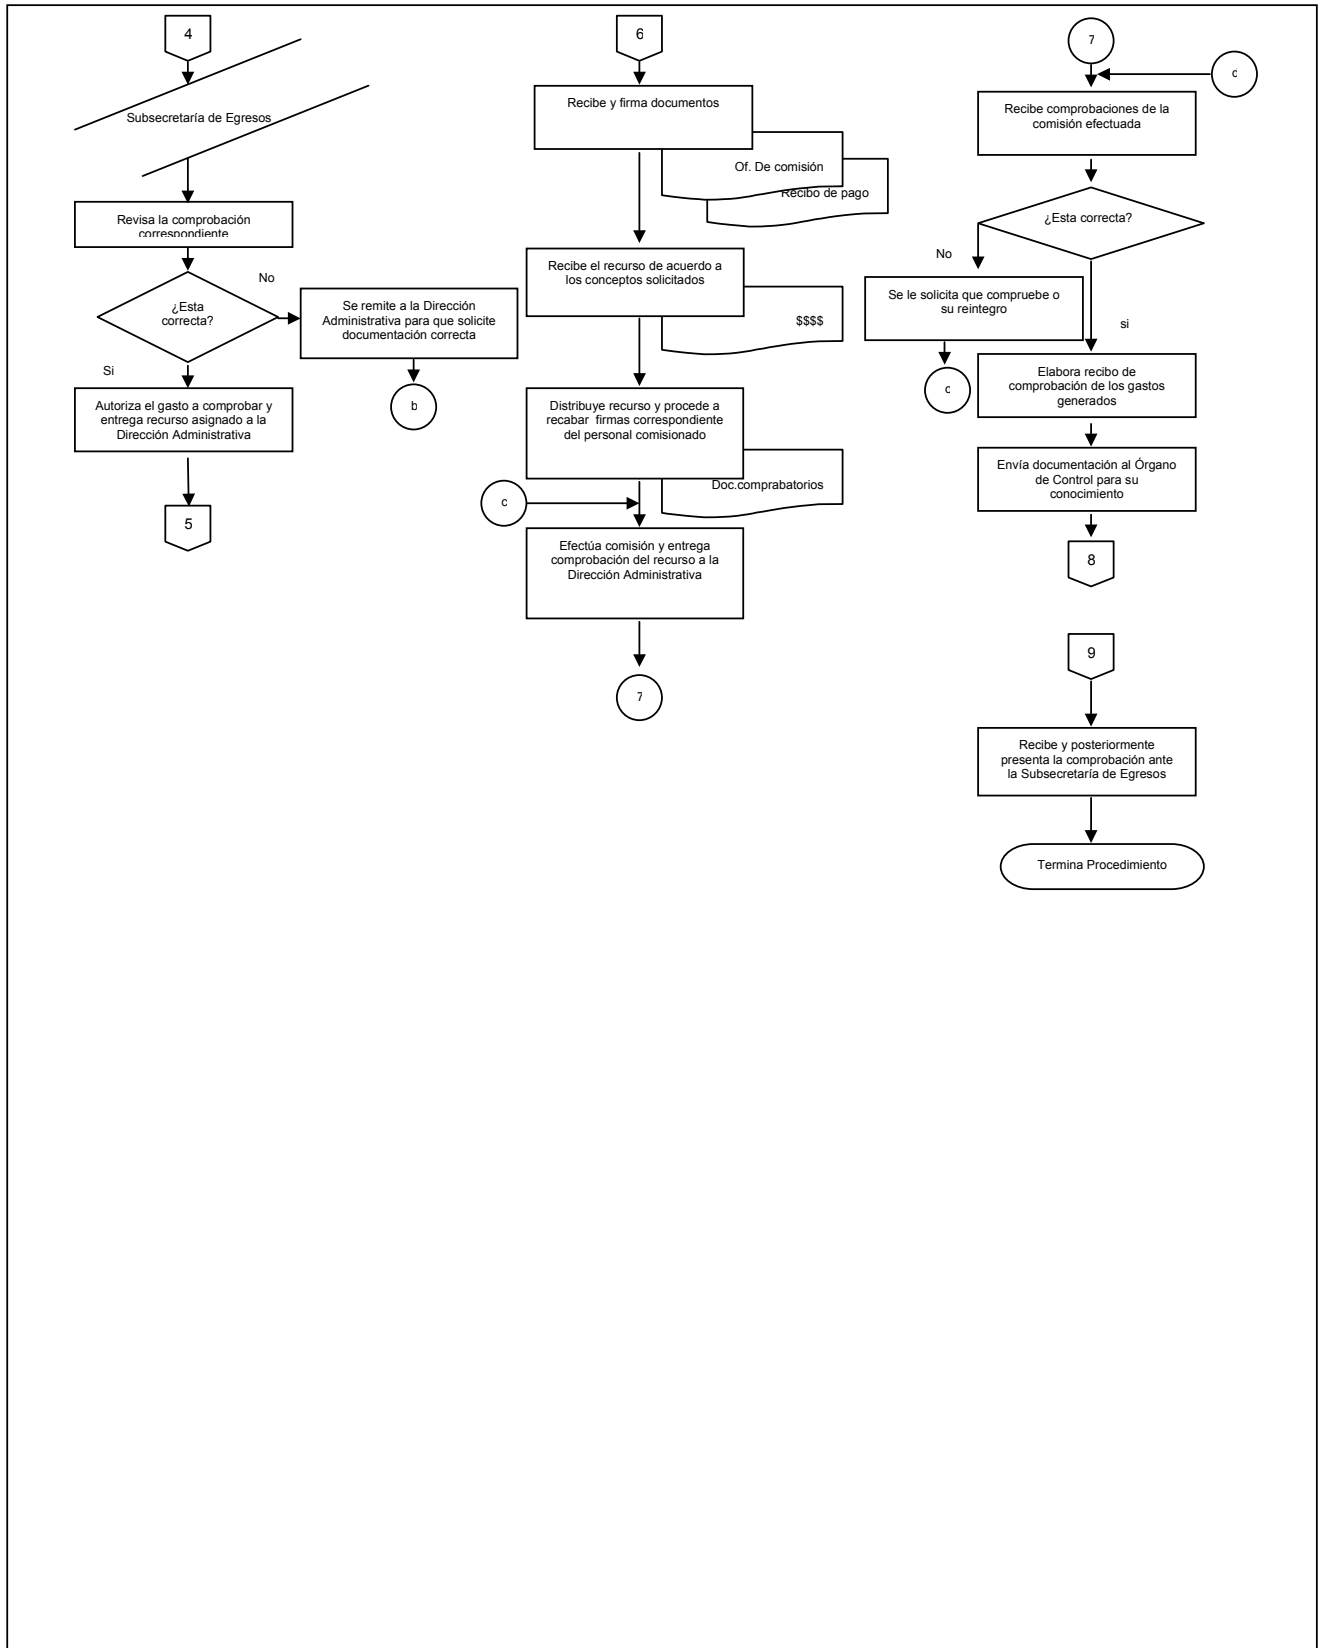 4
Subsecretaría de Egresos
Revisa la comprobación
correspondiente
No
¿Esta
correcta?
Se remite a la Dirección
Administrativa para que solicite
documentación correcta
Si
b
Autoriza el gasto a comprobar y
entrega recurso asignado a la
Dirección Administrativa
5
6
Recibe y firma documentos
Of. De comisión
Recibo de pago
Recibe el recurso de acuerdo a
los conceptos solicitados
$$$$
Distribuye recurso y procede a
recabar firmas correspondiente
del personal comisionado
Doc.comprabatorios
c
Efectúa comisión y entrega
comprobación del recurso a la
Dirección Administrativa
7
7
d
Recibe comprobaciones de la
comisión efectuada
¿Esta correcta?
No
Se le solicita que compruebe o
su reintegro
si
c
Elabora recibo de
comprobación de los gastos
generados
Envía documentación al Órgano
de Control para su
conocimiento
8
9
Recibe y posteriormente
presenta la comprobación ante
la Subsecretaría de Egresos
Termina Procedimiento